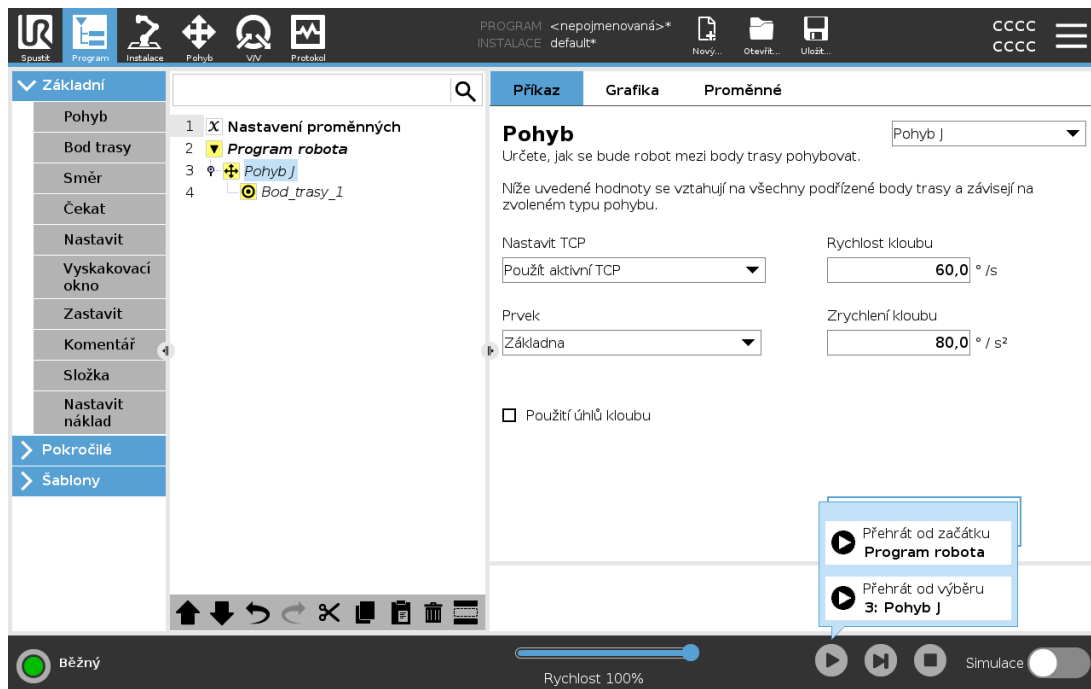 PROGRAM <nepojmenovaná>*
INSTALACE default*
CCCC
CCCC
Spustit
Program
Instalace
Pohyb
V/V
Protokol
Nový...
Otevřít...
Uložit...
Základní
Pohyb
Bod trasy
Směr
Čekat
Nastavit
Vyskakovací
okno
Zastavit
Komentář
Složka
Nastavit
náklad
Pokročilé
Šablony
1 X Nastavení proměnných
2 Program robota
3 Pohyb J
4 Bod_trasy_1
Příkaz Grafika Proměnné
Pohyb
Pohyb J
Určete, jak se bude robot mezi body trasy pohybovat.
Níže uvedené hodnoty se vztahují na všechny podřízené body trasy a závisejí na
zvoleném typu pohybu.
Nastavit TCP
Rychlost kloubu
Použít aktivní TCP
60,0 ° /s
Prvek
Zrychlení kloubu
Základna
80,0 ° / s²
Použití úhlů kloubu
Přehrát od začátku
Program robota
Přehrát od výběru
3: Pohyb J
Běžný
Rychlost 100%
Simulace